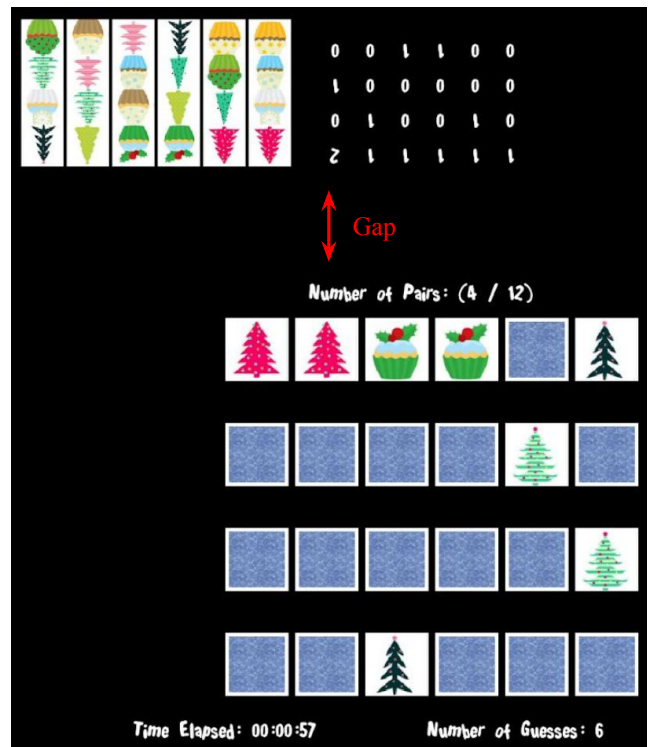 0 0 1 1 0 0
1 0 0 0 0 0
0 1 0 0 1 0
2 1 1 1 1 1
Gap
Number of Pairs: (4 / 12)
Time Elapsed: 00:00:57 Number of Guesses: 6